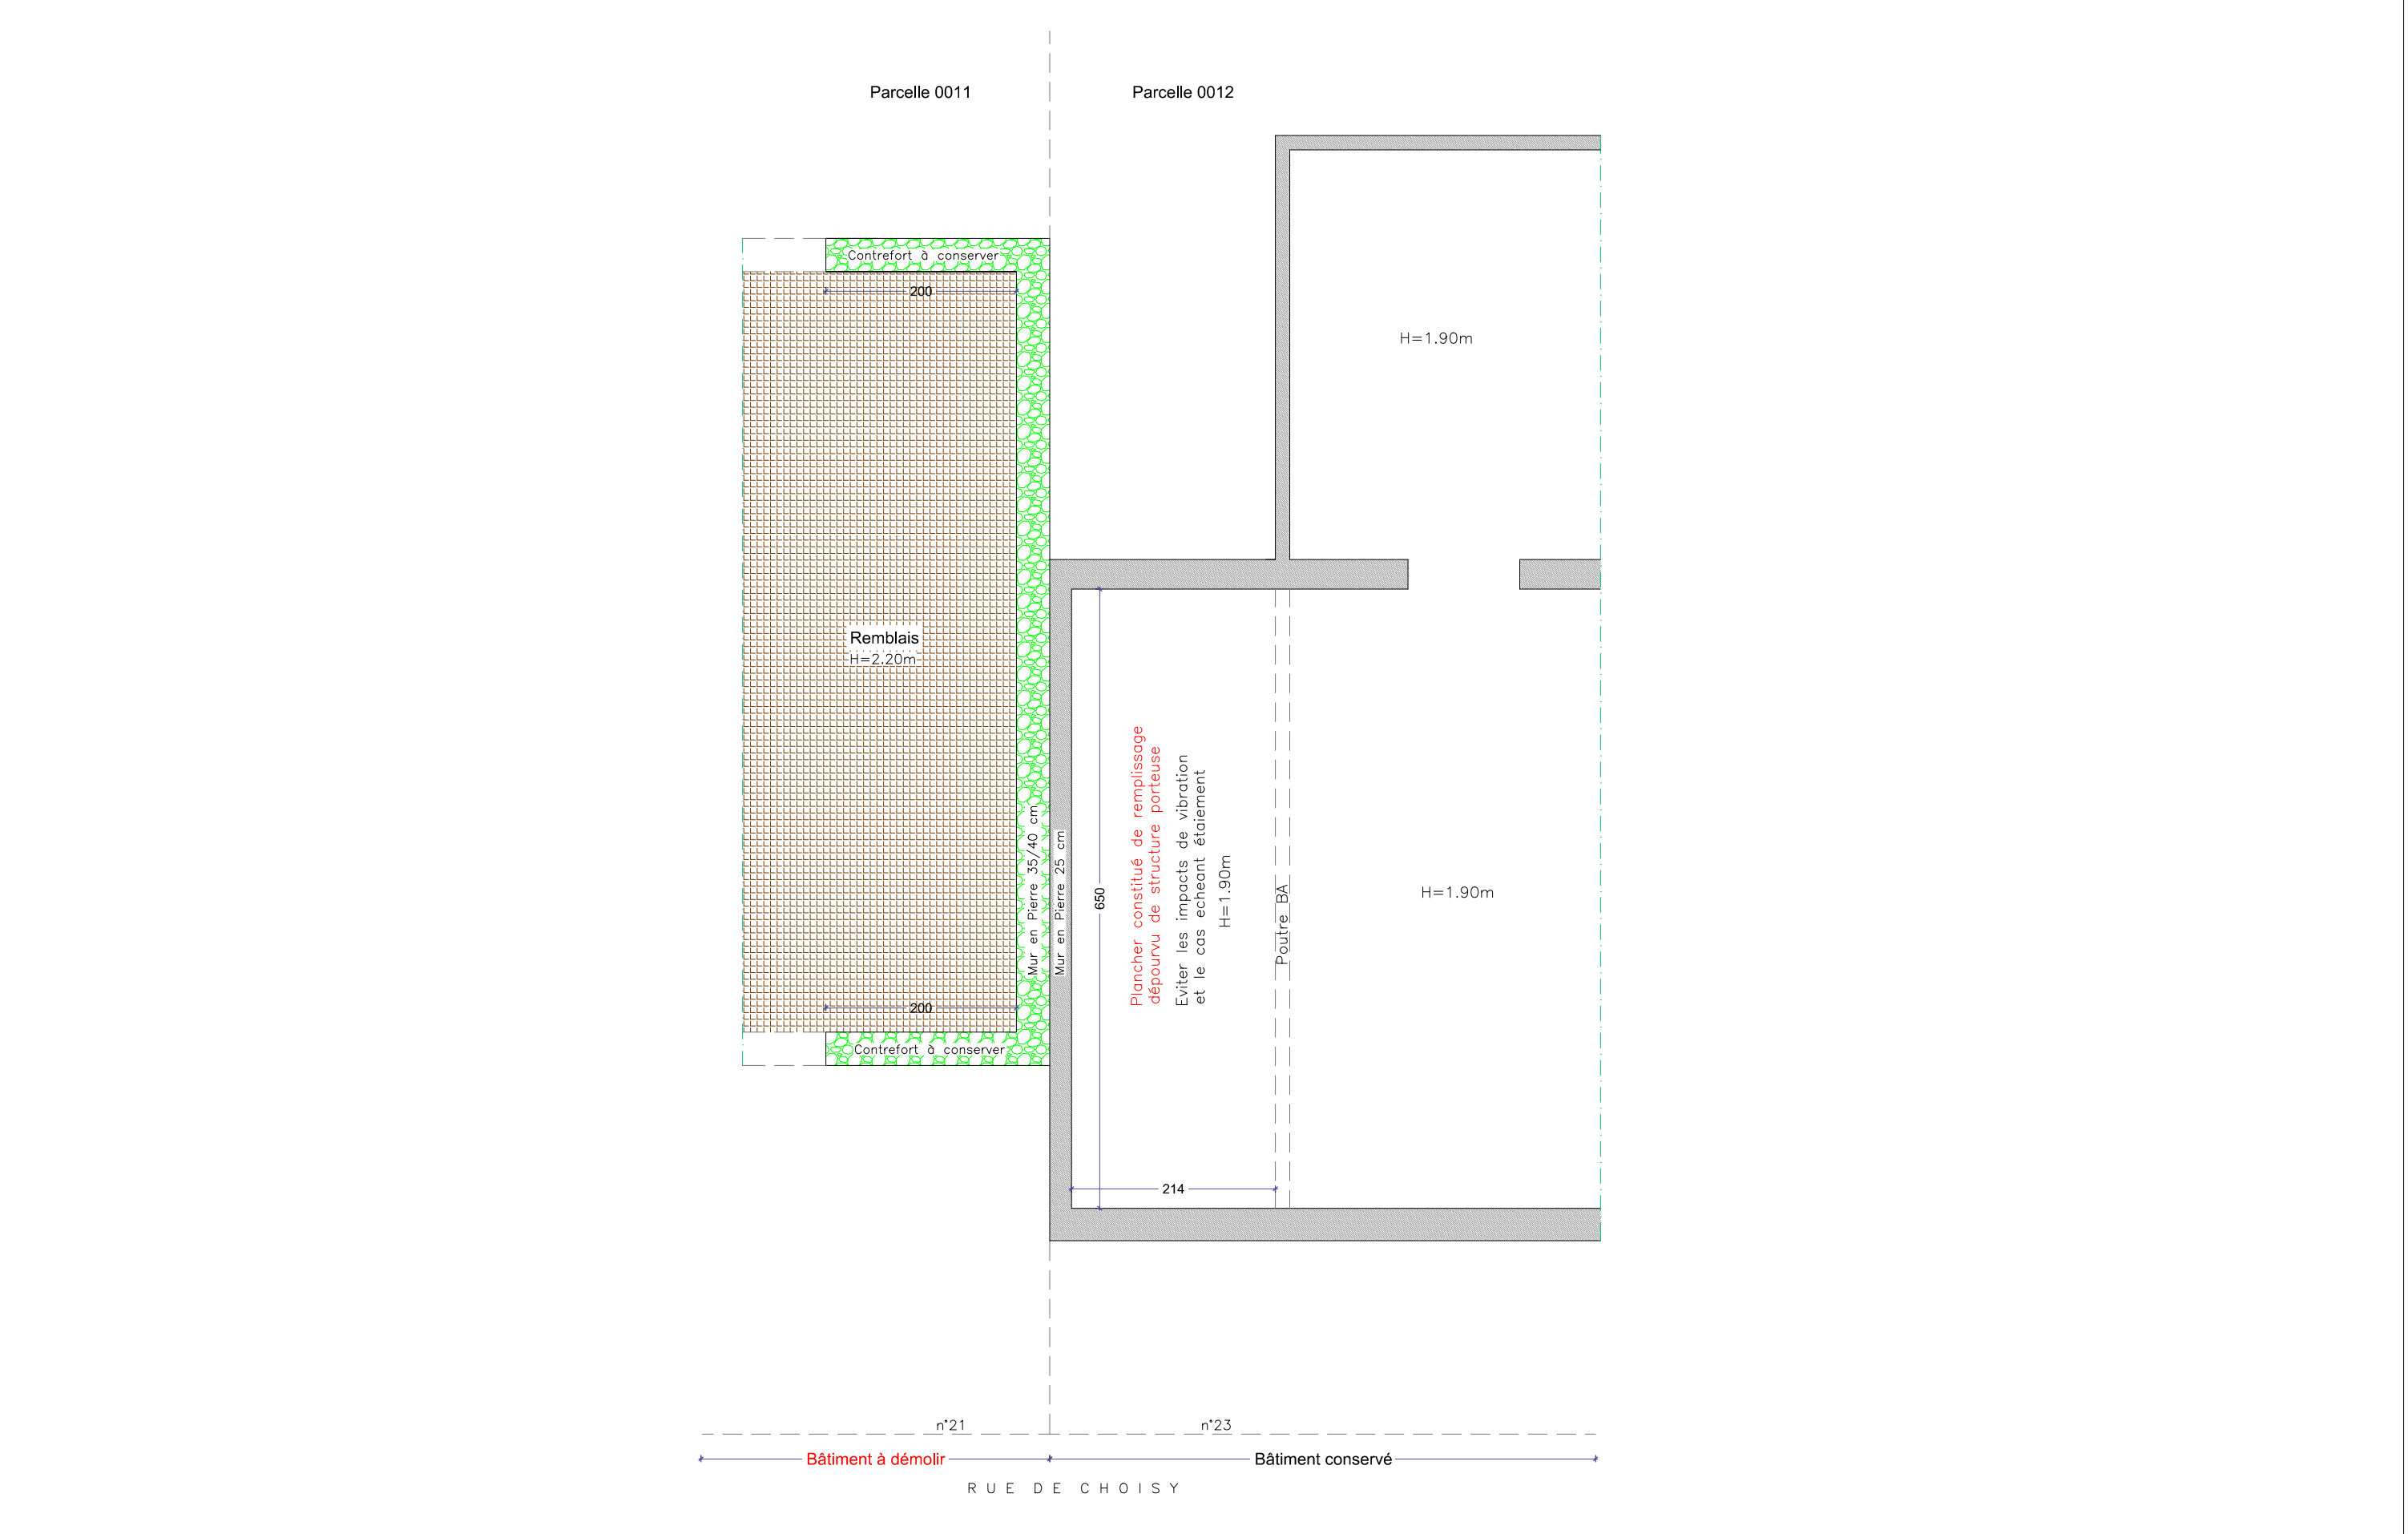 Parcelle 0011
Parcelle 0012
Contrefort à conserver
200
H=1.90m
Remblais
H=2.20m
Mur en Pierre 35/40 cm
Mur en Pierre 25 cm
650
Plancher constitué de remplissage
dépourvu de structure porteuse
Eviter les impacts de vibration
et le cas echeant étaiement
H=1.90m
Poutre BA
H=1.90m
200
Contrefort à conserver
214
n°21
n°23
Bâtiment à démolir
Bâtiment conservé
RUE DE CHOISY